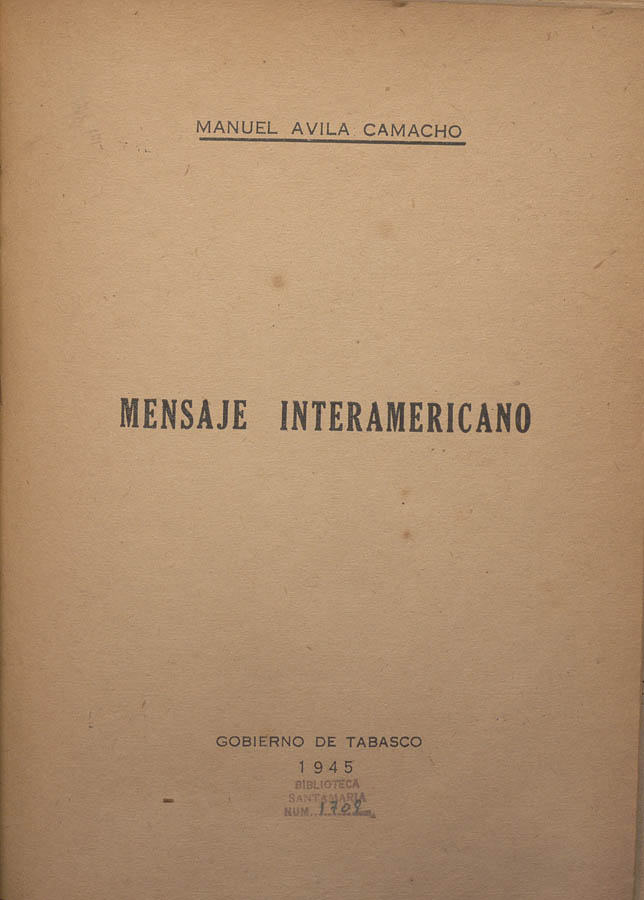 MANUEL AVILA CAMACHO
MENSAJE INTERAMERICANO
GOBIERNO DE TABASCO
1945
BIBLIOTECA
SANTAMARIA
NUM. 1709